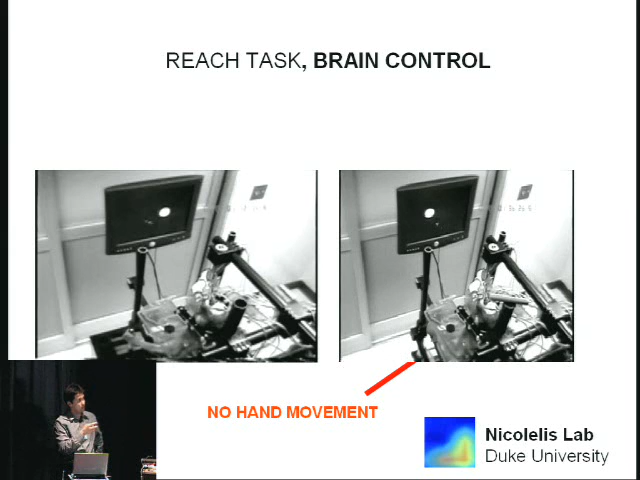 REACH TASK, BRAIN CONTROL
NO HAND MOVEMENT
Nicolelis Lab
Duke University